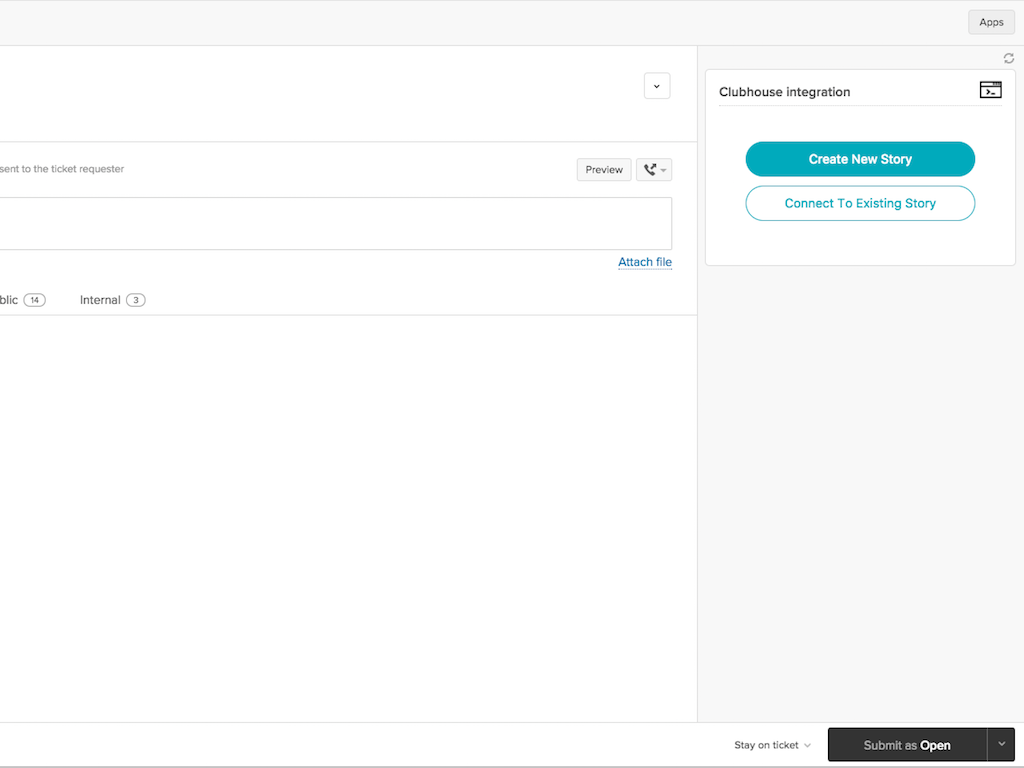 Apps
Clubhouse integration
sent to the ticket requester
Preview
Create New Story
Connect To Existing Story
Attach file
blic 14 Internal 3
Stay on ticket
Submit as Open